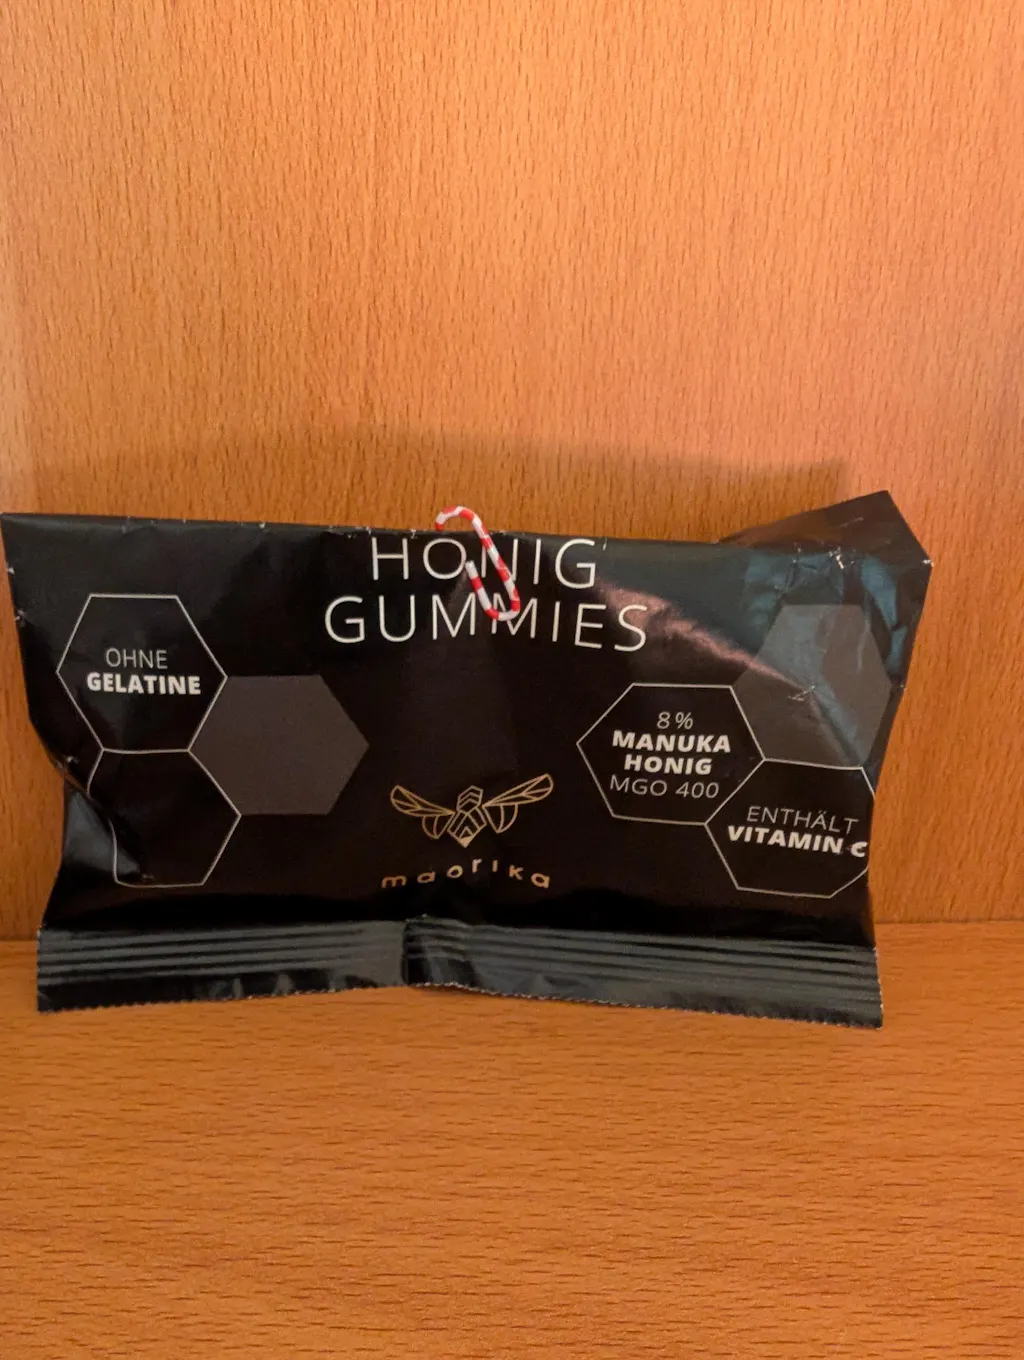 HONIG
GUMMIES
OHNE
GELATINE
8%
MANUKA
HONIG
MGO 400
ENTHÄLT
VITAMIN C
maorika